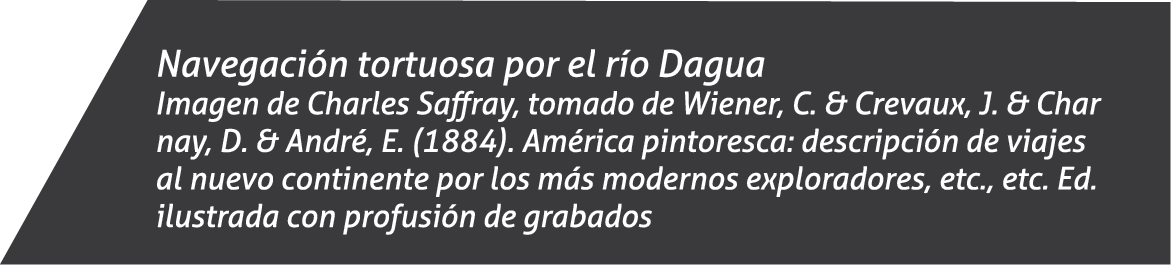 Navegación tortuosa por el río Dagua
Imagen de Charles Saffray, tomado de Wiener, C. & Crevaux, J. & Char
nay, D. & André, E. (1884). América pintoresca: descripción de viajes
al nuevo continente por los más modernos exploradores, etc., etc. Ed.
ilustrada con profusión de grabados